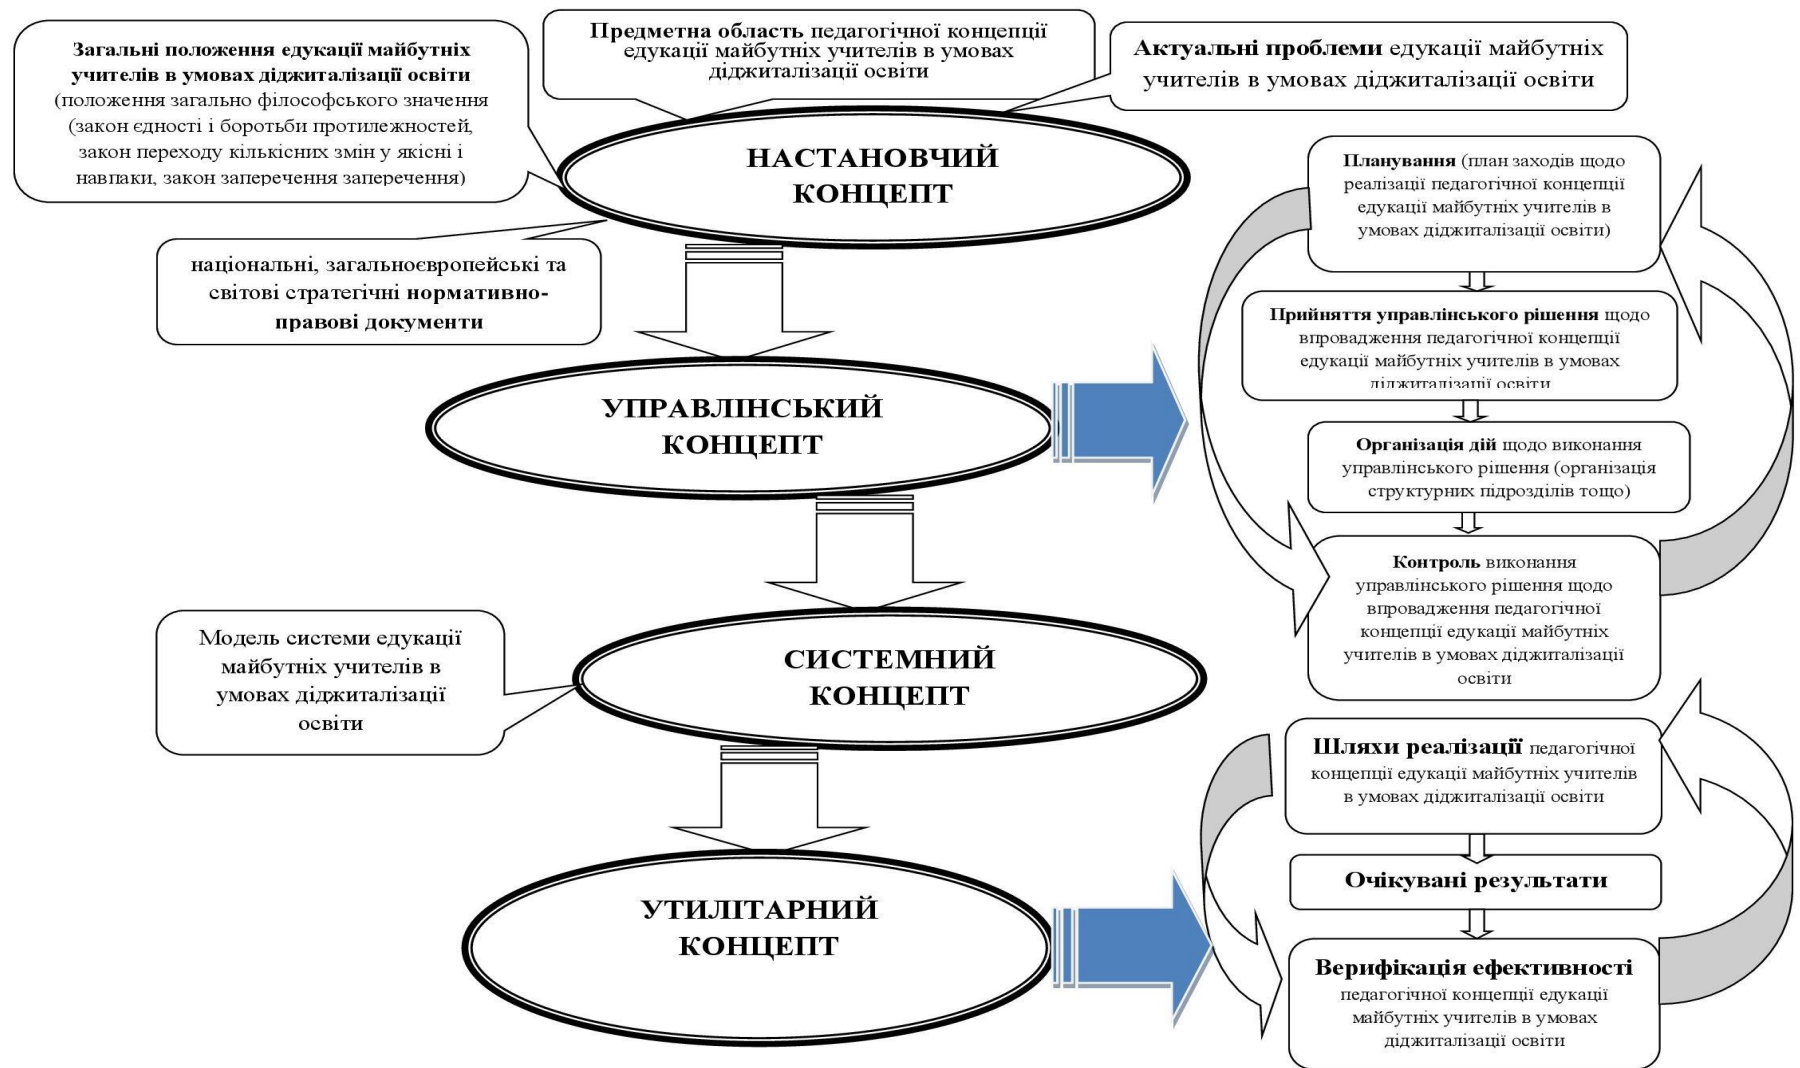 Загальні положення едукації майбутніх
учителів в умовах діджиталізації освіти
(положення загально філософського значення
(закон єдності і боротьби протилежностей,
закон переходу кількісних змін у якісні і
навпаки, закон заперечення заперечення)
Предметна область педагогічної концепції
едукації майбутніх учителів в умовах
діджиталізації освіти
Актуальні проблеми едукації майбутніх
учителів в умовах діджиталізації освіти
НАСТАНОВЧИЙ
КОНЦЕПТ
національні, загальноєвропейські та
світові стратегічні нормативно-
правові документи
УПРАВЛІНСЬКИЙ
КОНЦЕПТ
Планування (план заходів щодо
реалізації педагогічної концепції
едукації майбутніх учителів в
умовах діджиталізації освіти)
Прийняття управлінського рішення щодо
впровадження педагогічної концепції
едукації майбутніх учителів в умовах
діджиталізації освіти
Організація дій щодо виконання
управлінського рішення (організація
структурних підрозділів тощо)
Контроль виконання
управлінського рішення щодо
впровадження педагогічної
концепції едукації майбутніх
учителів в умовах діджиталізації
освіти
СИСТЕМНИЙ
КОНЦЕПТ
Модель системи едукації
майбутніх учителів в
умовах діджиталізації
освіти
УТИЛІТАРНИЙ
КОНЦЕПТ
Шляхи реалізації педагогічної
концепції едукації майбутніх учителів
в умовах діджиталізації освіти
Очікувані результати
Верифікація ефективності
педагогічної концепції едукації
майбутніх учителів в умовах
діджиталізації освіти